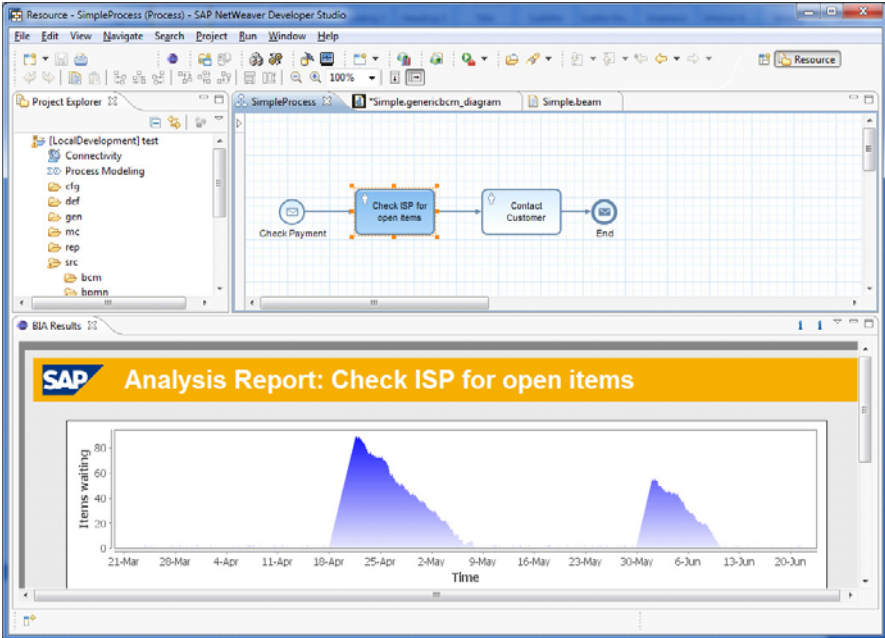 Resource - SimpleProcess (Process) - SAP NetWeaver Developer Studio
File Edit View Navigate Search Project Run Window Help
Resource
100%
Project Explorer
SimpleProcess *Simple.genericbcm_diagram Simple.beam
[LocalDevelopment] test
Connectivity
Process Modeling
cfg
def
gen
mc
rep
src
bcm
bpmn
Check Payment
Check ISP for
open items
Contact
Customer
End
BIA Results
SAP Analysis Report: Check ISP for open items
Items waiting
80
60
40
20
0
21-Mar 28-Mar 4-Apr 11-Apr 18-Apr 25-Apr 2-May 9-May 16-May 23-May 30-May 6-Jun 13-Jun 20-Jun
Time